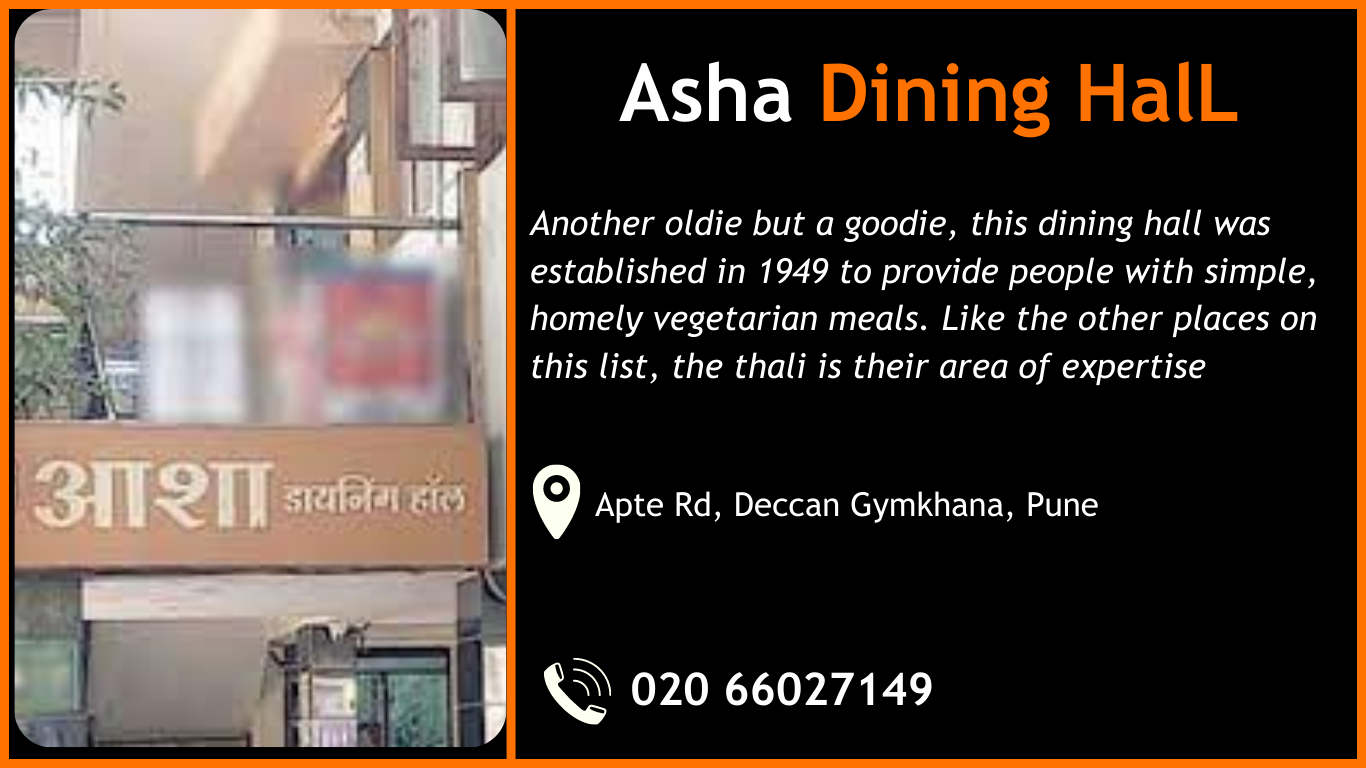 Asha Dining HalL
Another oldie but a goodie, this dining hall was
established in 1949 to provide people with simple,
homely vegetarian meals. Like the other places on
this list, the thali is their area of expertise
आशा डायनिंग हॉल
Apte Rd, Deccan Gymkhana, Pune
020 66027149